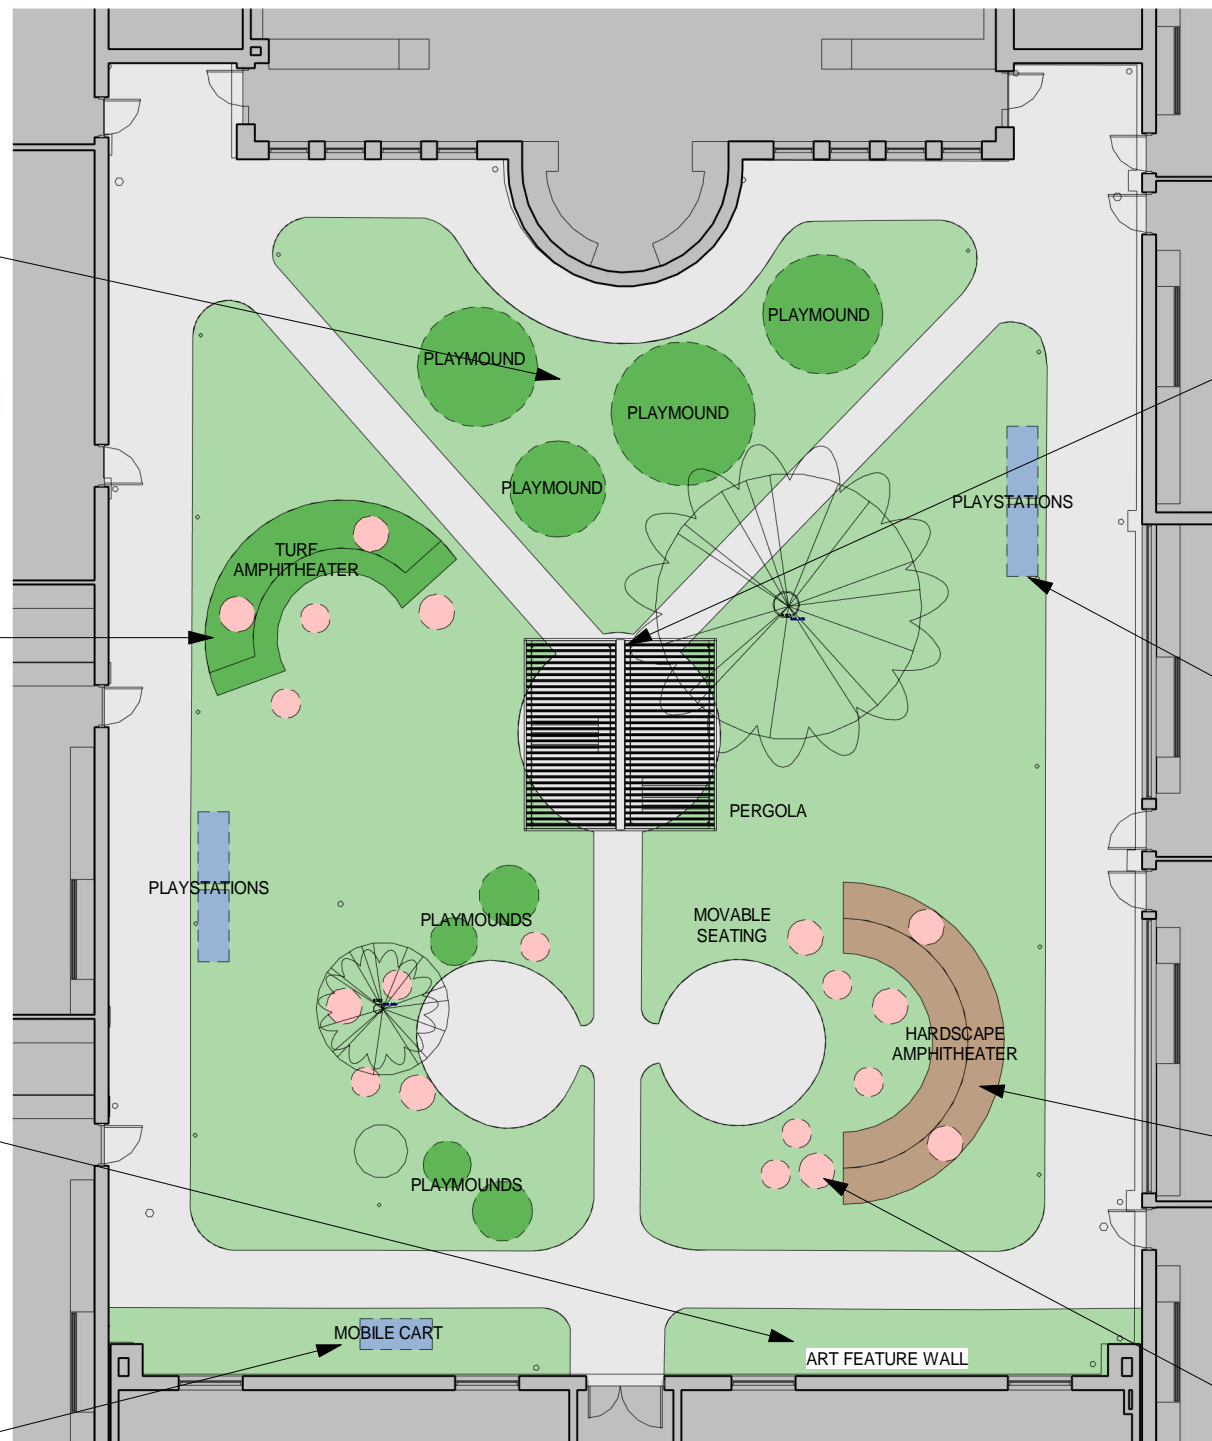 PLAYMOUND
PLAYMOUND
PLAYMOUND
PLAYMOUND
PLAYSTATIONS
TURF
AMPHITHEATER
PERGOLA
PLAYSTATIONS
PLAYMOUNDS
MOVABLE
SEATING
HARDSCAPE
AMPHITHEATER
PLAYMOUNDS
MOBILE CART
ART FEATURE WALL